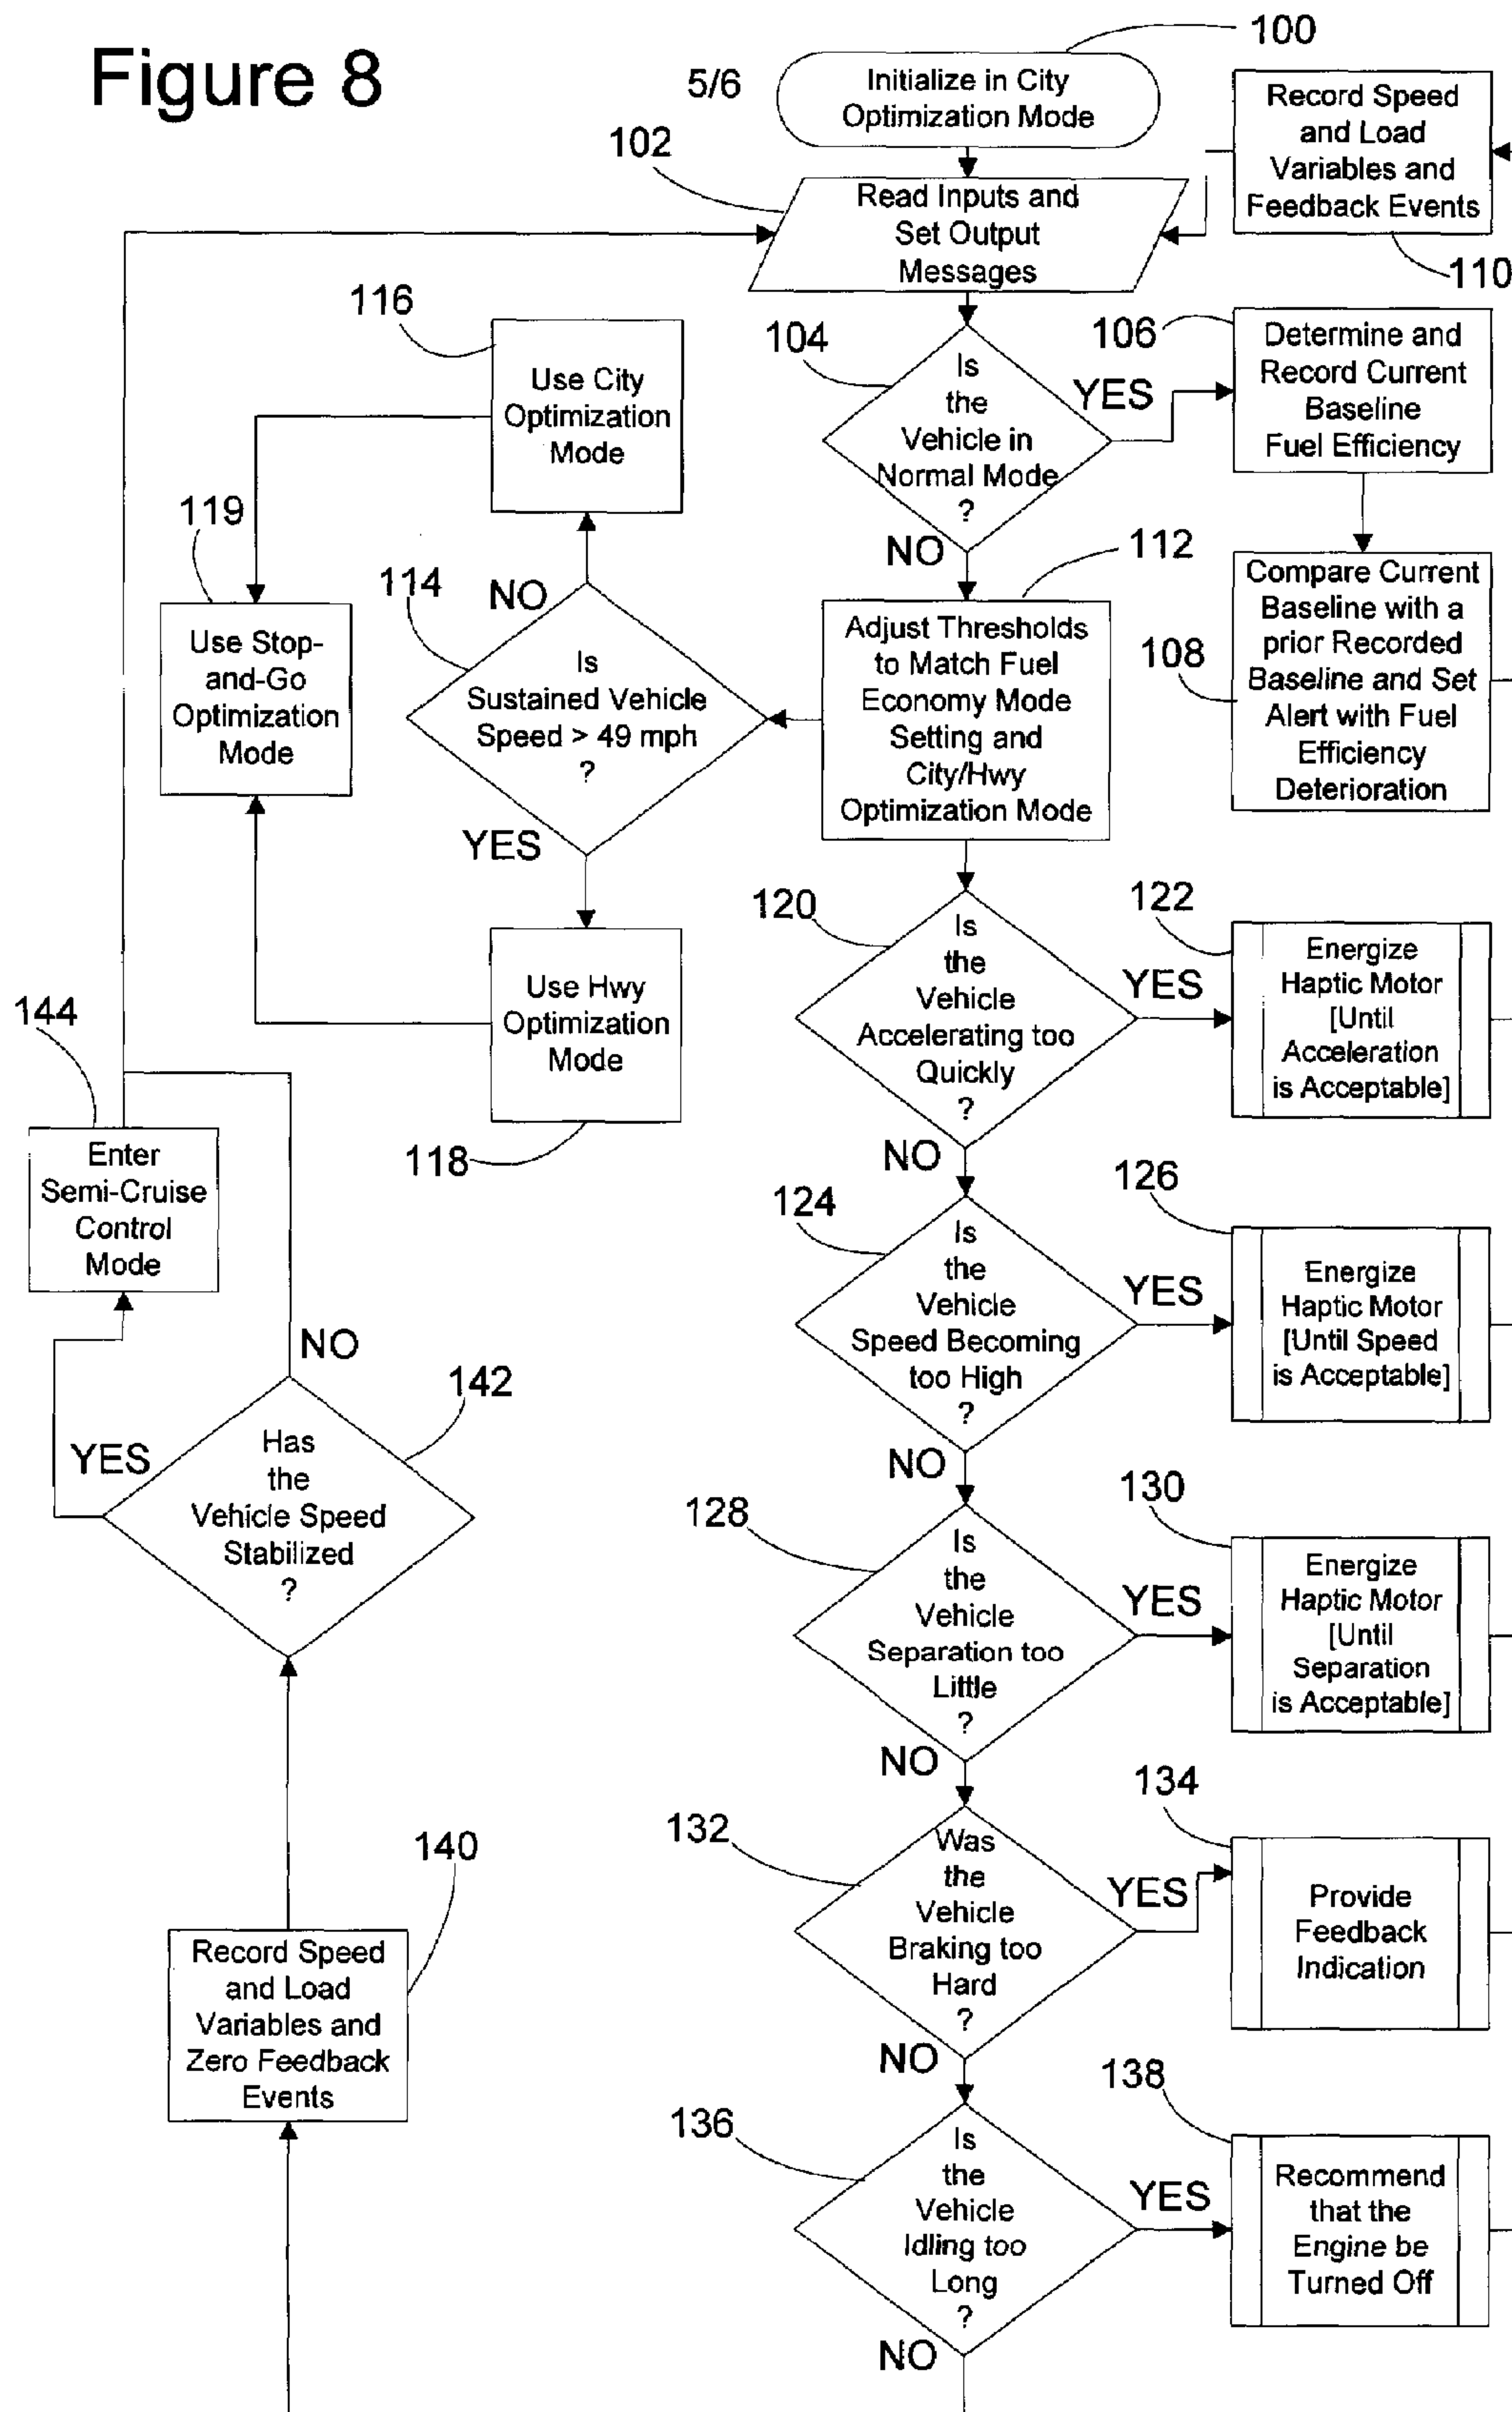 Figure 8
5/6
100
Initialize in City
Optimization Mode
102
Read Inputs and
Set Output
Messages
Record Speed
and Load
Variables and
Feedback Events
110
104
Is
the
Vehicle in
Normal Mode
?
YES
NO
106
Determine and
Record Current
Baseline
Fuel Efficiency
108
Compare Current
Baseline with a
prior Recorded
Baseline and Set
Alert with Fuel
Efficiency
Deterioration
112
Adjust Thresholds
to Match Fuel
Economy Mode
Setting and
City/Hwy
Optimization Mode
116
Use City
Optimization
Mode
119
Use Stop-
and-Go
Optimization
Mode
114
NO
Is
Sustained Vehicle
Speed > 49 mph
?
YES
Use Hwy
Optimization
Mode
118
120
Is
the
Vehicle
Accelerating too
Quickly
?
YES
NO
122
Energize
Haptic Motor
[Until
Acceleration
is Acceptable]
124
Is
the
Vehicle
Speed Becoming
too High
?
YES
NO
126
Energize
Haptic Motor
[Until Speed
is Acceptable]
128
Is
the
Vehicle
Separation too
Little
?
YES
NO
130
Energize
Haptic Motor
[Until
Separation
is Acceptable]
132
Was
the
Vehicle
Braking too
Hard
?
YES
NO
134
Provide
Feedback
Indication
136
Is
the
Vehicle
Idling too
Long
?
YES
NO
138
Recommend
that the
Engine be
Turned Off
144
Enter
Semi-Cruise
Control
Mode
NO
142
YES
Has
the
Vehicle Speed
Stabilized
?
140
Record Speed
and Load
Variables and
Zero Feedback
Events